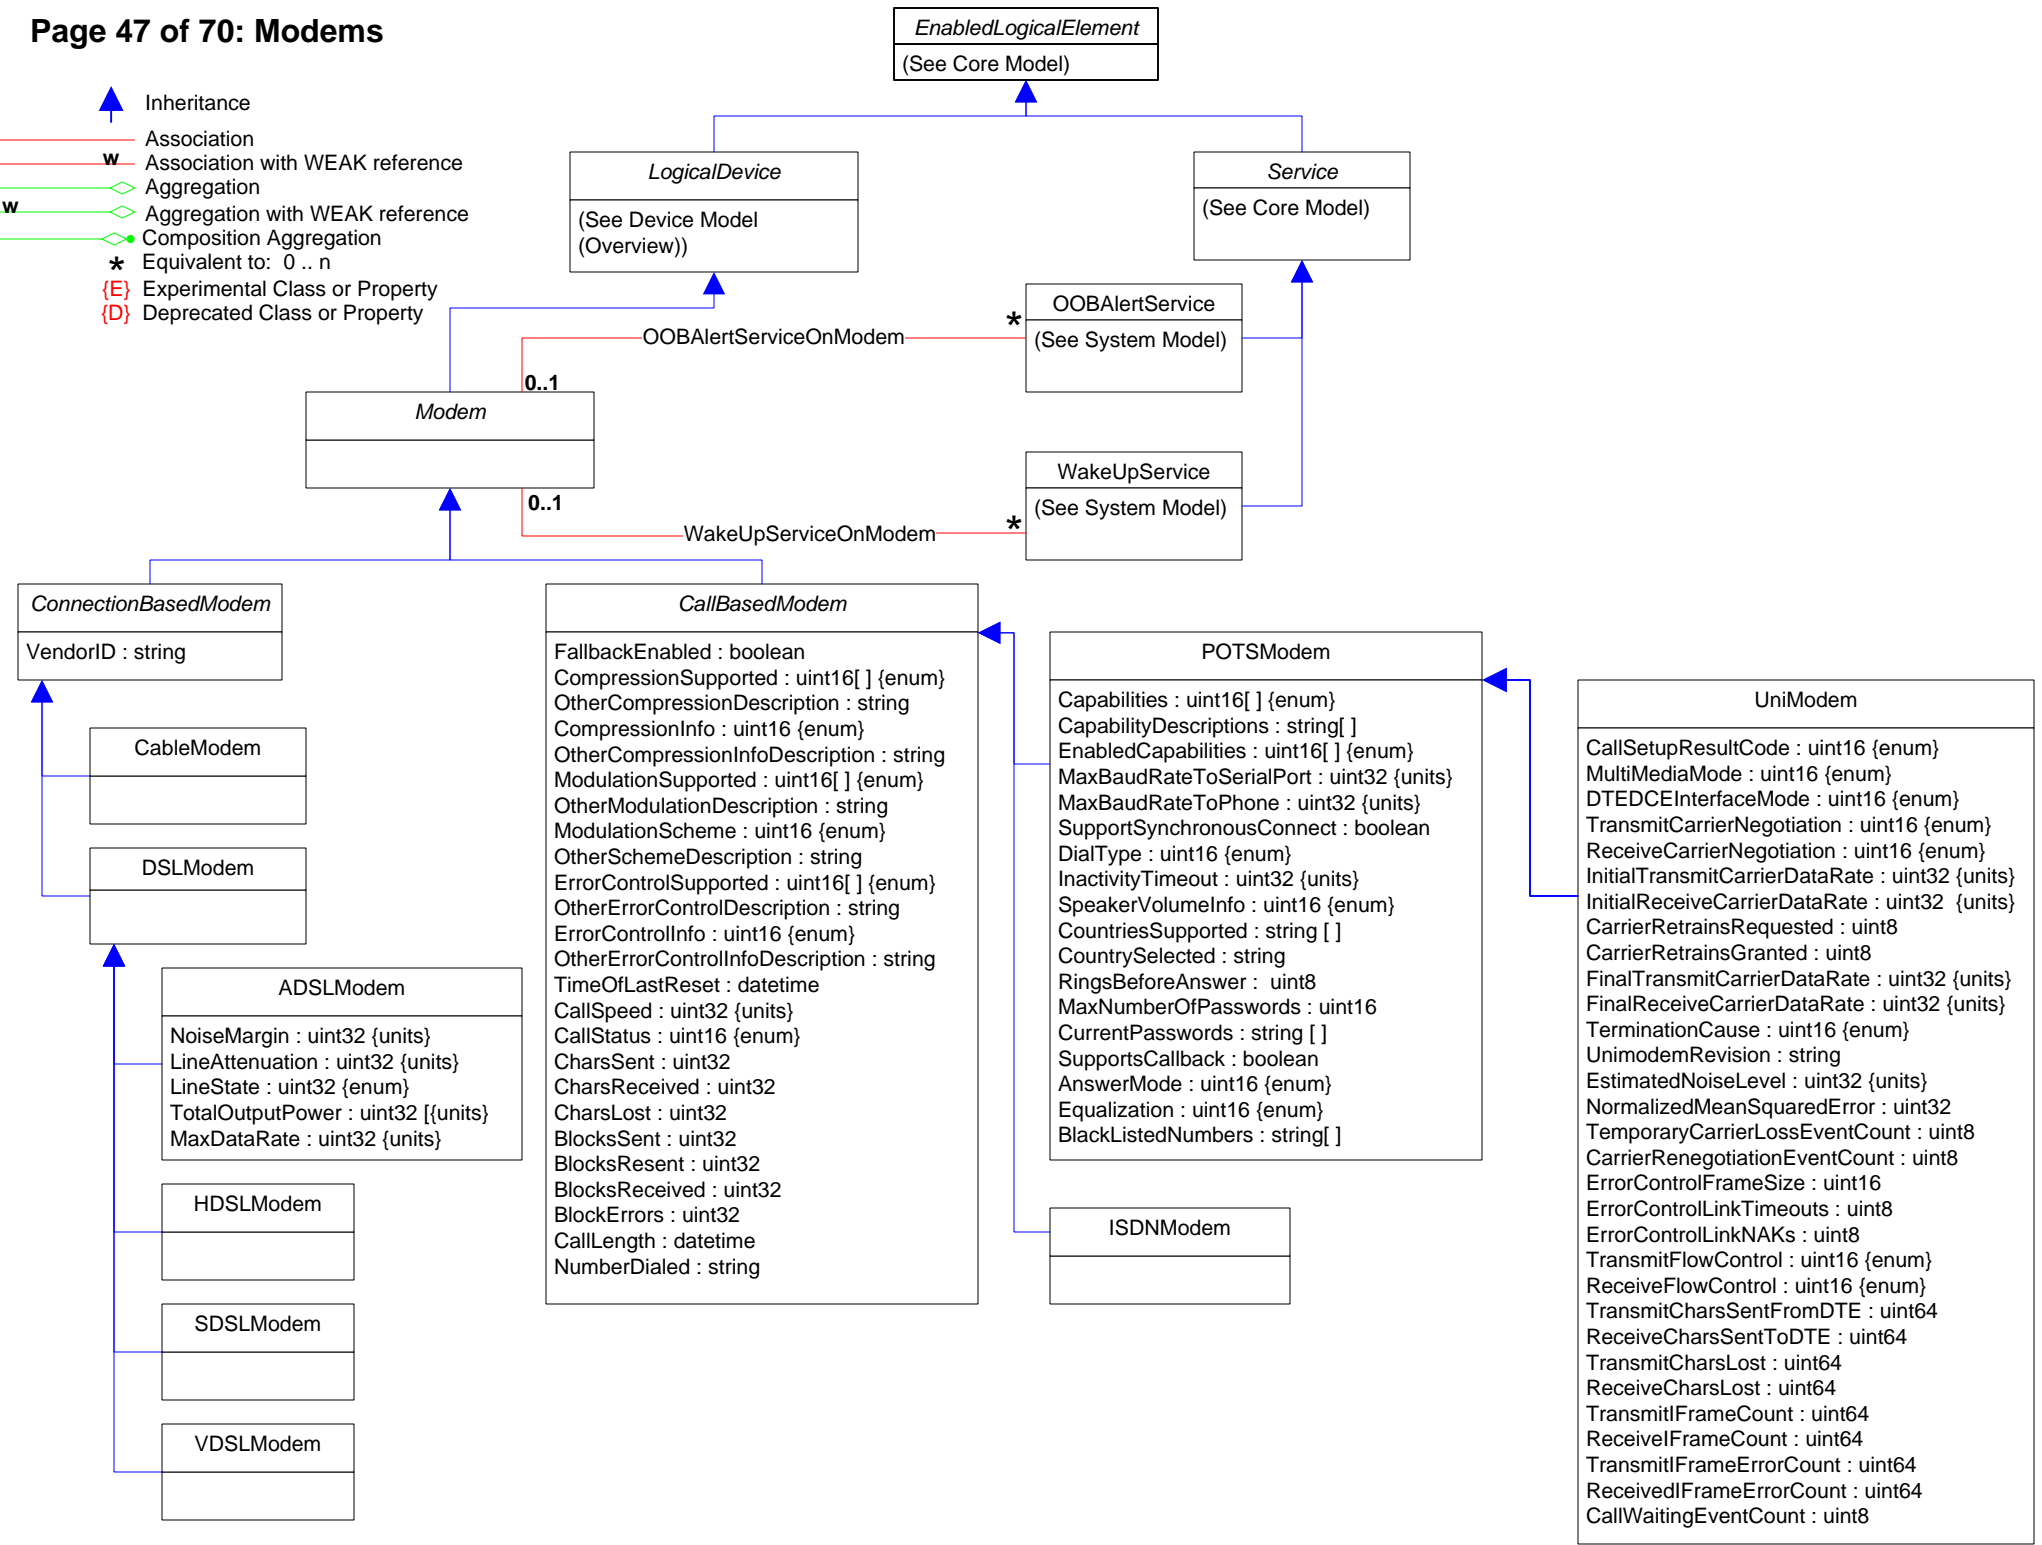 Page 47 of 70: Modems
Inheritance
Association
w
Association with WEAK reference
Aggregation
w
Aggregation with WEAK reference
Composition Aggregation
* Equivalent to: 0 .. n
{E} Experimental Class or Property
{D} Deprecated Class or Property
EnabledLogicalElement
(See Core Model)
LogicalDevice
(See Device Model
(Overview))
Service
(See Core Model)
OOBAlertService
(See System Model)
*
OOBAlertServiceOnModem
0..1
Modem
WakeUpService
(See System Model)
0..1
*
WakeUpServiceOnModem
ConnectionBasedModem
VendorID : string
CableModem
DSLModem
ADSLModem
NoiseMargin : uint32 {units}
LineAttenuation : uint32 {units}
LineState : uint32 {enum}
TotalOutputPower : uint32 [{units}
MaxDataRate : uint32 {units}
HDSLModem
SDSLModem
VDSLModem
CallBasedModem
FallbackEnabled : boolean
CompressionSupported : uint16[ ] {enum}
OtherCompressionDescription : string
CompressionInfo : uint16 {enum}
OtherCompressionInfoDescription : string
ModulationSupported : uint16[ ] {enum}
OtherModulationDescription : string
ModulationScheme : uint16 {enum}
OtherSchemeDescription : string
ErrorControlSupported : uint16[ ] {enum}
OtherErrorControlDescription : string
ErrorControlInfo : uint16 {enum}
OtherErrorControlInfoDescription : string
TimeOfLastReset : datetime
CallSpeed : uint32 {units}
CallStatus : uint16 {enum}
CharsSent : uint32
CharsReceived : uint32
CharsLost : uint32
BlocksSent : uint32
BlocksResent : uint32
BlocksReceived : uint32
BlockErrors : uint32
CallLength : datetime
NumberDialed : string
POTSModem
Capabilities : uint16[ ] {enum}
CapabilityDescriptions : string[ ]
EnabledCapabilities : uint16[ ] {enum}
MaxBaudRateToSerialPort : uint32 {units}
MaxBaudRateToPhone : uint32 {units}
SupportSynchronousConnect : boolean
DialType : uint16 {enum}
InactivityTimeout : uint32 {units}
SpeakerVolumeInfo : uint16 {enum}
CountriesSupported : string [ ]
CountrySelected : string
RingsBeforeAnswer :  uint8
MaxNumberOfPasswords : uint16
CurrentPasswords : string [ ]
SupportsCallback : boolean
AnswerMode : uint16 {enum}
Equalization : uint16 {enum}
BlackListedNumbers : string[ ]
ISDNModem
UniModem
CallSetupResultCode : uint16 {enum}
MultiMediaMode : uint16 {enum}
DTEDCEInterfaceMode : uint16 {enum}
TransmitCarrierNegotiation : uint16 {enum}
ReceiveCarrierNegotiation : uint16 {enum}
InitialTransmitCarrierDataRate : uint32 {units}
InitialReceiveCarrierDataRate : uint32  {units}
CarrierRetrainsRequested : uint8
CarrierRetrainsGranted : uint8
FinalTransmitCarrierDataRate : uint32 {units}
FinalReceiveCarrierDataRate : uint32 {units}
TerminationCause : uint16 {enum}
UnimodemRevision : string
EstimatedNoiseLevel : uint32 {units}
NormalizedMeanSquaredError : uint32
TemporaryCarrierLossEventCount : uint8
CarrierRenegotiationEventCount : uint8
ErrorControlFrameSize : uint16
ErrorControlLinkTimeouts : uint8
ErrorControlLinkNAKs : uint8
TransmitFlowControl : uint16 {enum}
ReceiveFlowControl : uint16 {enum}
TransmitCharsSentFromDTE : uint64
ReceiveCharsSentToDTE : uint64
TransmitCharsLost : uint64
ReceiveCharsLost : uint64
TransmitIFrameCount : uint64
ReceiveIFrameCount : uint64
TransmitIFrameErrorCount : uint64
ReceivedIFrameErrorCount : uint64
CallWaitingEventCount : uint8